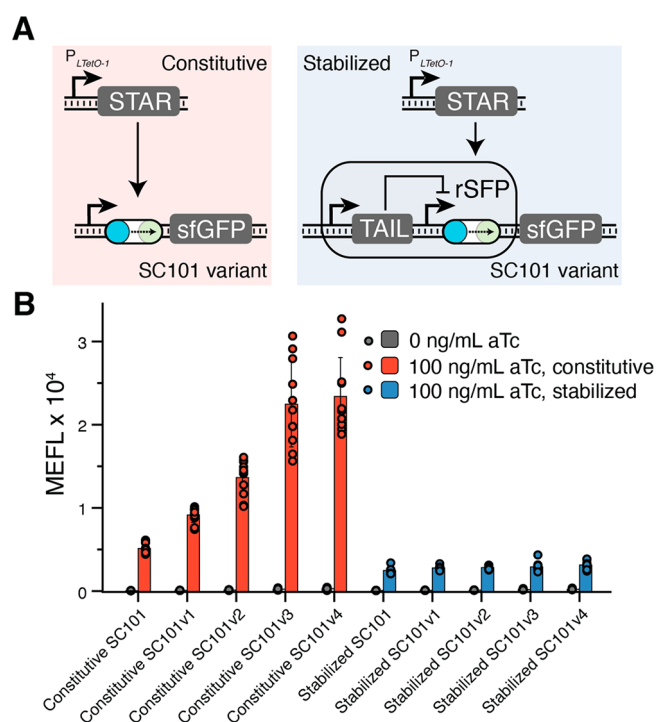 A
P LTetO-1
Constitutive
STAR
sfGFP
SC101 variant
Stabilized
P LTetO-1
STAR
rSFP
TAIL
sfGFP
SC101 variant
B
MEFL x 10⁴
3
2
1
0
0 ng/mL aTc
100 ng/mL aTc, constitutive
100 ng/mL aTc, stabilized
Constitutive SC101
Constitutive SC101v1
Constitutive SC101v2
Constitutive SC101v3
Constitutive SC101v4
Stabilized SC101
Stabilized SC101v1
Stabilized SC101v2
Stabilized SC101v3
Stabilized SC101v4